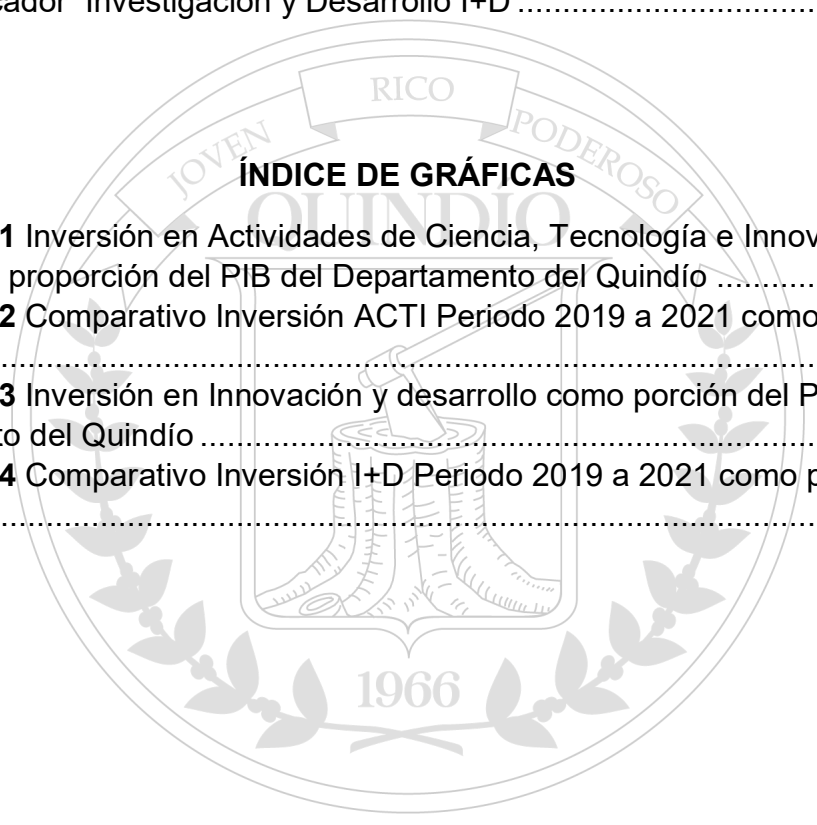 Investigación y Desarrollo I+D ..................................
RICO
JOVEN
PODEROSO
ÍNDICE DE GRÁFICAS
QUINDÍO
1 Inversión en Actividades de Ciencia, Tecnología e Innov
proporción del PIB del Departamento del Quindío ...........
2 Comparativo Inversión ACTI Periodo 2019 a 2021 como
...........................................................................................
3 Inversión en Innovación y desarrollo como porción del P
to del Quindío .....................................................................
4 Comparativo Inversión I+D Periodo 2019 a 2021 como p
...........................................................................................
1966